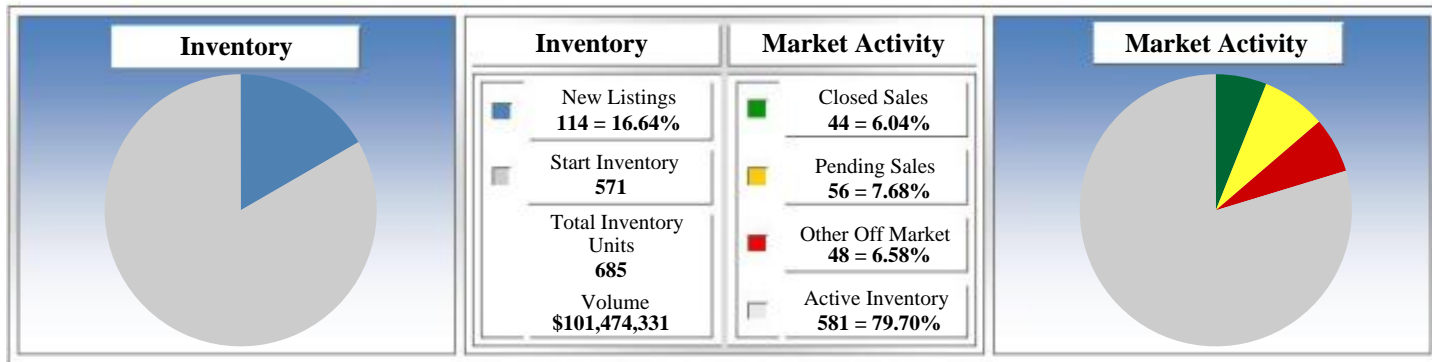 Inventory
Inventory
New Listings
114 = 16.64%
Start Inventory
571
Total Inventory
Units
685
Volume
$101,474,331
Market Activity
Closed Sales
44 = 6.04%
Pending Sales
56 = 7.68%
Other Off Market
48 = 6.58%
Active Inventory
581 = 79.70%
Market Activity